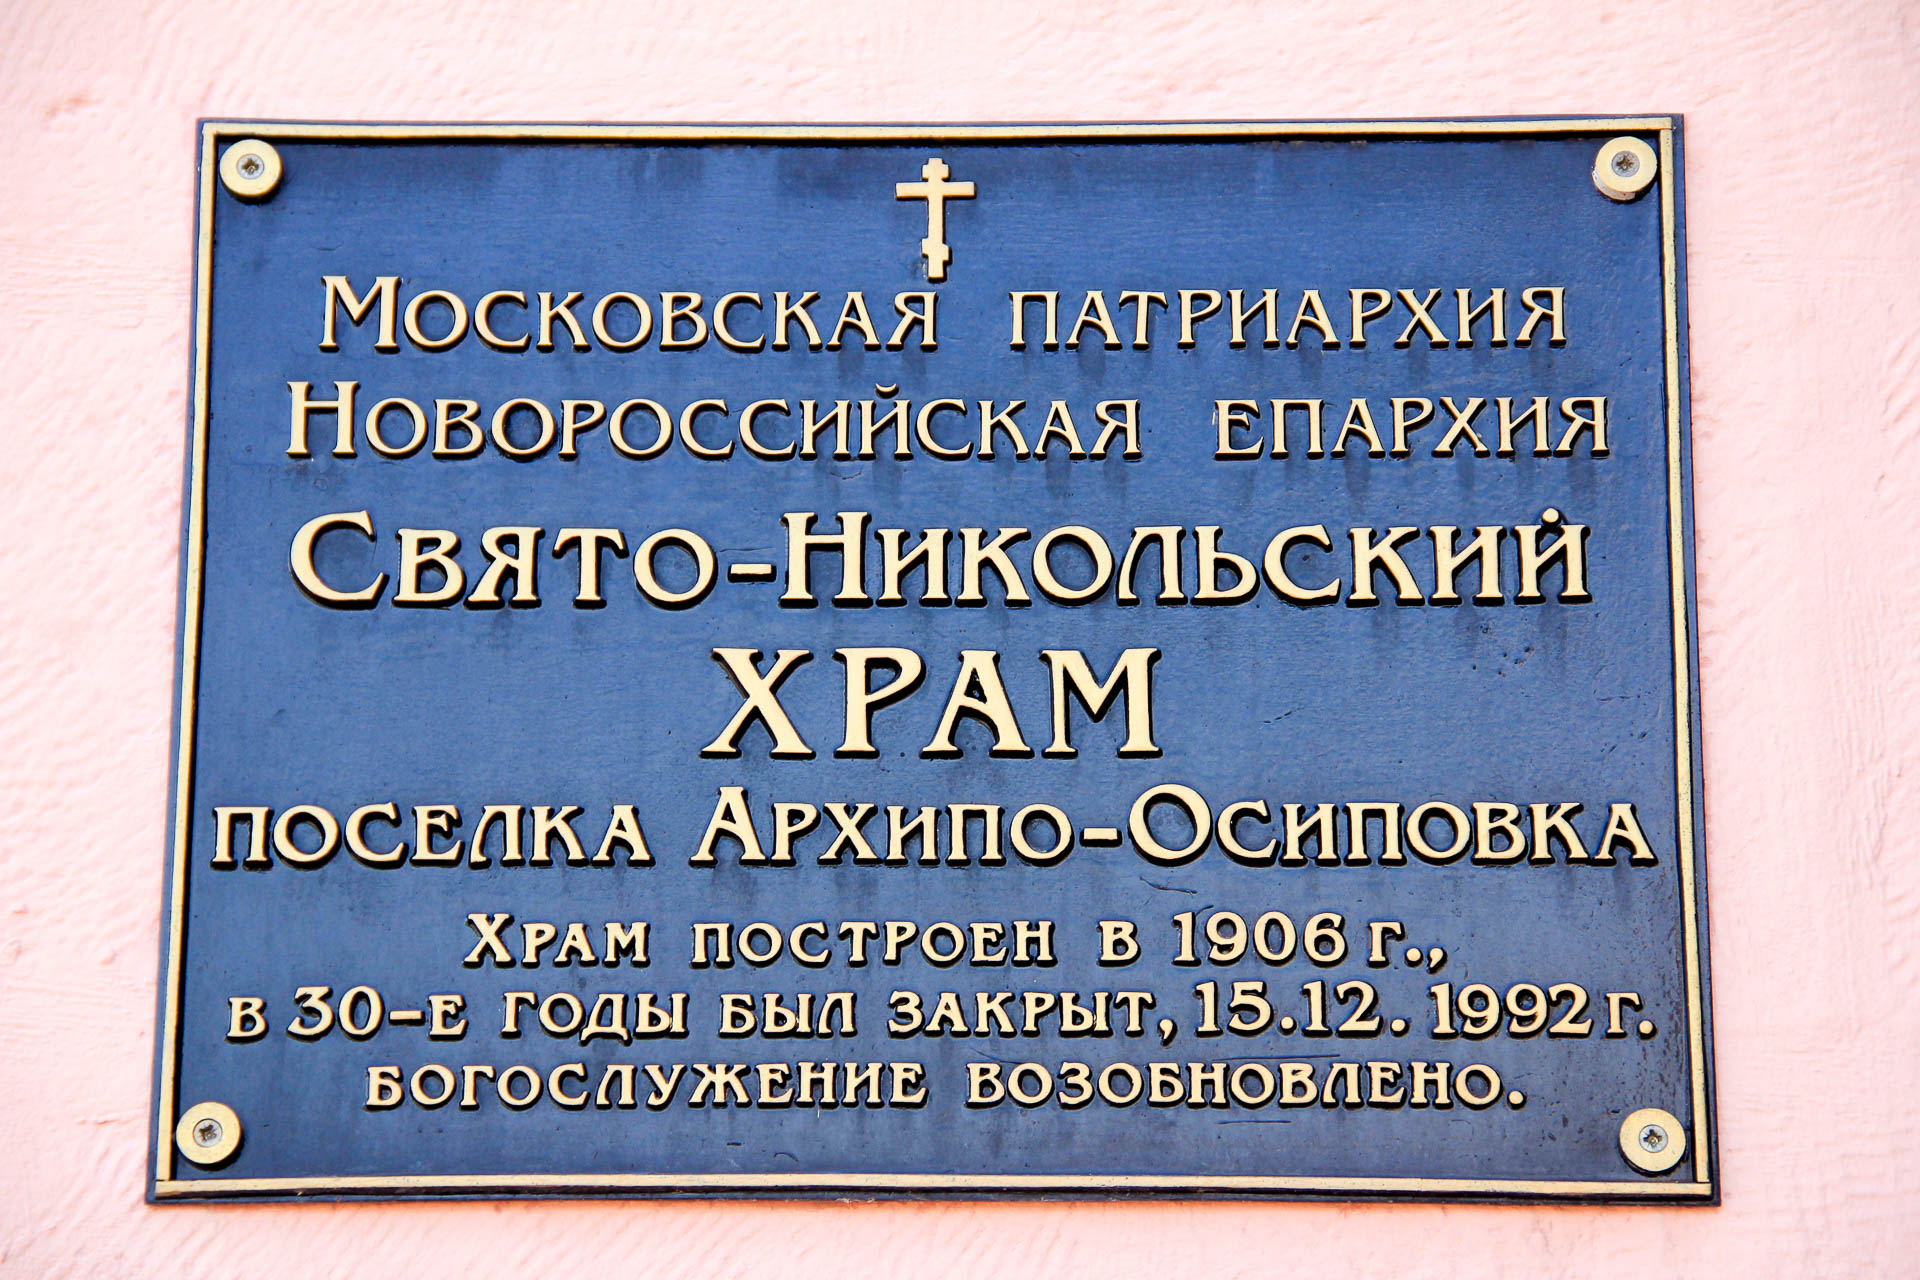 Московская патриархия
Новороссийская епархия
Свято-Никольский
храм
поселка Архипо-Осиповка
Храм построен в 1906 г.,
в 30-е годы был закрыт, 15.12. 1992 г.
богослужение возобновлено.